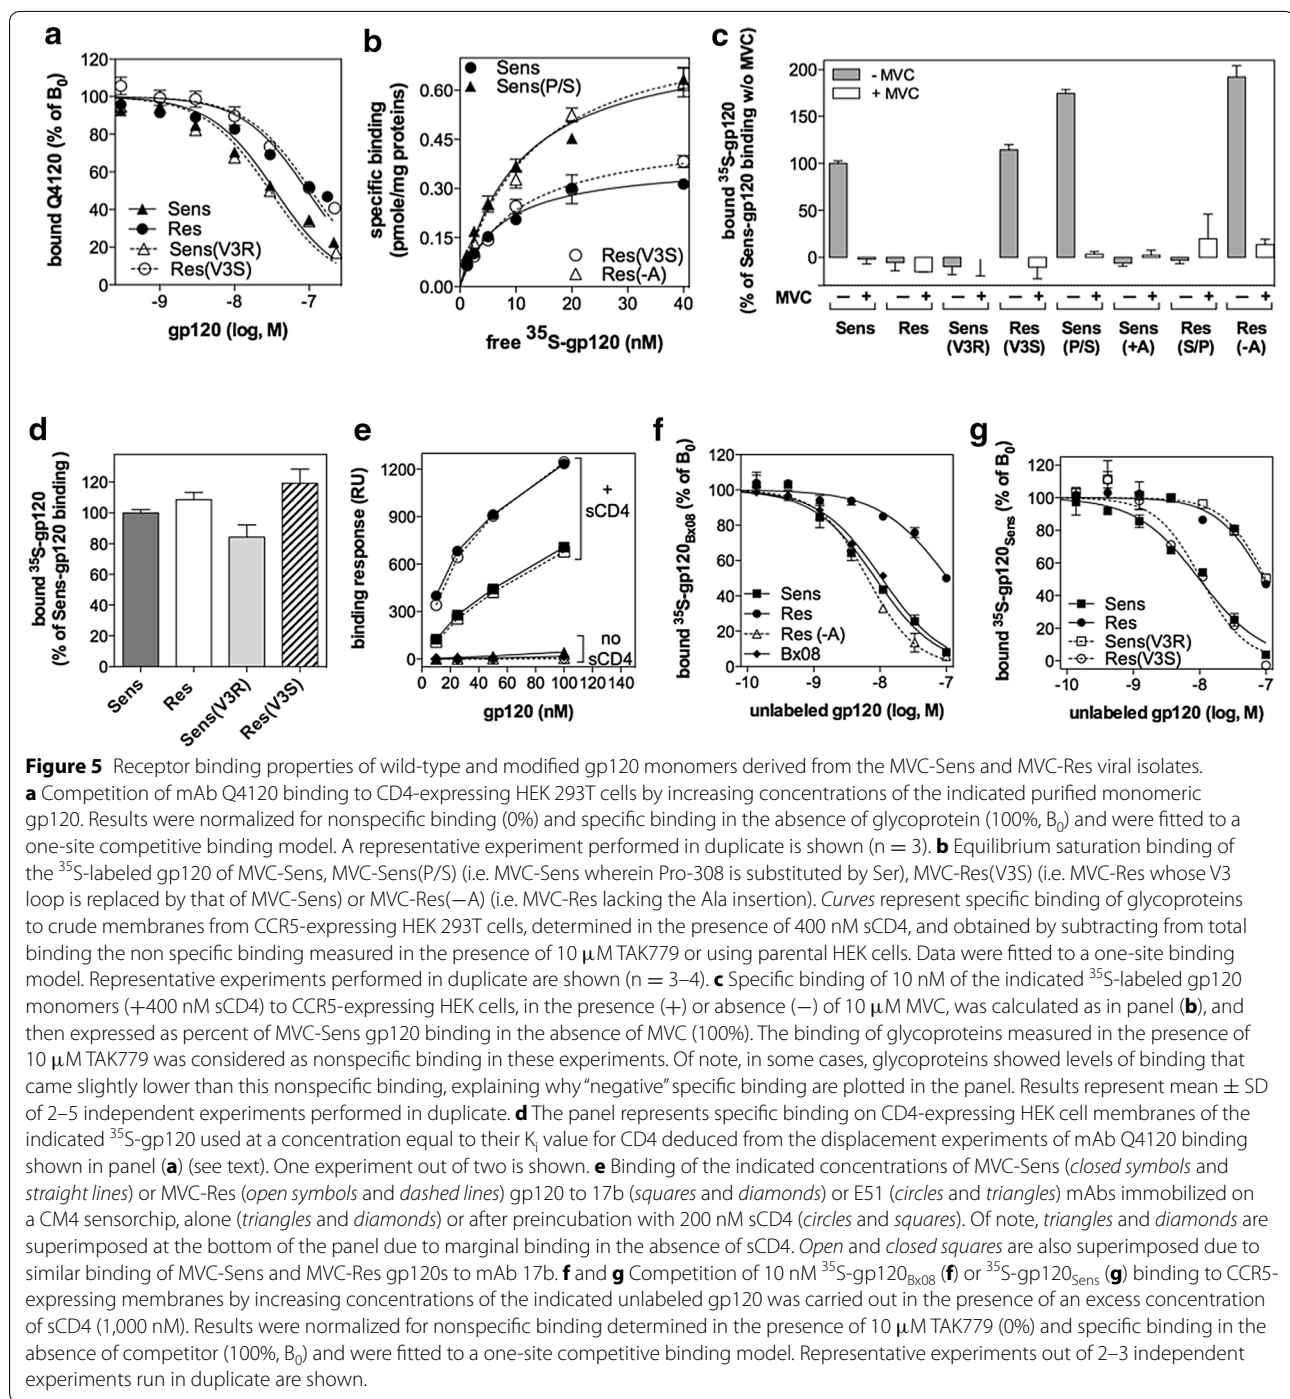 a
bound Q4120 (% of B0)
120
100
80
60
40
20
0
Sens
Res
Sens(V3R)
Res(V3S)
-9
-8
-7
gp120 (log, M)
b
specific binding
(pmole/mg proteins)
0.60
0.45
0.30
0.15
0.00
Sens
Sens(P/S)
Res(V3S)
Res(-A)
0
10
20
30
40
free 35S-gp120 (nM)
c
bound 35S-gp120
(% of Sens-gp120 binding w/o MVC)
200
150
100
50
0
- MVC
+ MVC
MVC − + − + − + − + − + − + − + − +
Sens Res Sens Res Sens Sens Res Res
(V3R) (V3S) (P/S) (+A) (S/P) (-A)
d
bound 35S-gp120
(% of Sens-gp120 binding)
120
100
80
60
40
20
0
Sens
Res
Sens(V3R)
Res(V3S)
e
binding response (RU)
1200
900
600
300
0
+
sCD4
no
sCD4
0 20 40 60 80 100 120 140
gp120 (nM)
f
bound 35S-gp120Bx08 (% of B0)
120
100
80
60
40
20
0
Sens
Res
Res (-A)
Bx08
-10
-9
-8
-7
unlabeled gp120 (log, M)
g
bound 35S-gp120Sens (% of B0)
120
100
80
60
40
20
0
Sens
Res
Sens(V3R)
Res(V3S)
-10
-9
-8
-7
unlabeled gp120 (log, M)
Figure 5 Receptor binding properties of wild-type and modified gp120 monomers derived from the MVC-Sens and MVC-Res viral isolates.
a Competition of mAb Q4120 binding to CD4-expressing HEK 293T cells by increasing concentrations of the indicated purified monomeric
gp120. Results were normalized for nonspecific binding (0%) and specific binding in the absence of glycoprotein (100%, B0) and were fitted to a
one-site competitive binding model. A representative experiment performed in duplicate is shown (n = 3). b Equilibrium saturation binding of
the 35S-labeled gp120 of MVC-Sens, MVC-Sens(P/S) (i.e. MVC-Sens wherein Pro-308 is substituted by Ser), MVC-Res(V3S) (i.e. MVC-Res whose V3
loop is replaced by that of MVC-Sens) or MVC-Res(−A) (i.e. MVC-Res lacking the Ala insertion). Curves represent specific binding of glycoproteins
to crude membranes from CCR5-expressing HEK 293T cells, determined in the presence of 400 nM sCD4, and obtained by subtracting from total
binding the non specific binding measured in the presence of 10 μM TAK779 or using parental HEK cells. Data were fitted to a one-site binding
model. Representative experiments performed in duplicate are shown (n = 3–4). c Specific binding of 10 nM of the indicated 35S-labeled gp120
monomers (+400 nM sCD4) to CCR5-expressing HEK cells, in the presence (+) or absence (−) of 10 μM MVC, was calculated as in panel (b), and
then expressed as percent of MVC-Sens gp120 binding in the absence of MVC (100%). The binding of glycoproteins measured in the presence of
10 μM TAK779 was considered as nonspecific binding in these experiments. Of note, in some cases, glycoproteins showed levels of binding that
came slightly lower than this nonspecific binding, explaining why “negative” specific binding are plotted in the panel. Results represent mean ± SD
of 2–5 independent experiments performed in duplicate. d The panel represents specific binding on CD4-expressing HEK cell membranes of the
indicated 35S-gp120 used at a concentration equal to their Ki value for CD4 deduced from the displacement experiments of mAb Q4120 binding
shown in panel (a) (see text). One experiment out of two is shown. e Binding of the indicated concentrations of MVC-Sens (closed symbols and
straight lines) or MVC-Res (open symbols and dashed lines) gp120 to 17b (squares and diamonds) or E51 (circles and triangles) mAbs immobilized on
a CM4 sensorchip, alone (triangles and diamonds) or after preincubation with 200 nM sCD4 (circles and squares). Of note, triangles and diamonds are
superimposed at the bottom of the panel due to marginal binding in the absence of sCD4. Open and closed squares are also superimposed due to
similar binding of MVC-Sens and MVC-Res gp120s to mAb 17b. f and g Competition of 10 nM 35S-gp120Bx08 (f) or 35S-gp120Sens (g) binding to CCR5-
expressing membranes by increasing concentrations of the indicated unlabeled gp120 was carried out in the presence of an excess concentration
of sCD4 (1,000 nM). Results were normalized for nonspecific binding determined in the presence of 10 μM TAK779 (0%) and specific binding in the
absence of competitor (100%, B0) and were fitted to a one-site competitive binding model. Representative experiments out of 2–3 independent
experiments run in duplicate are shown.